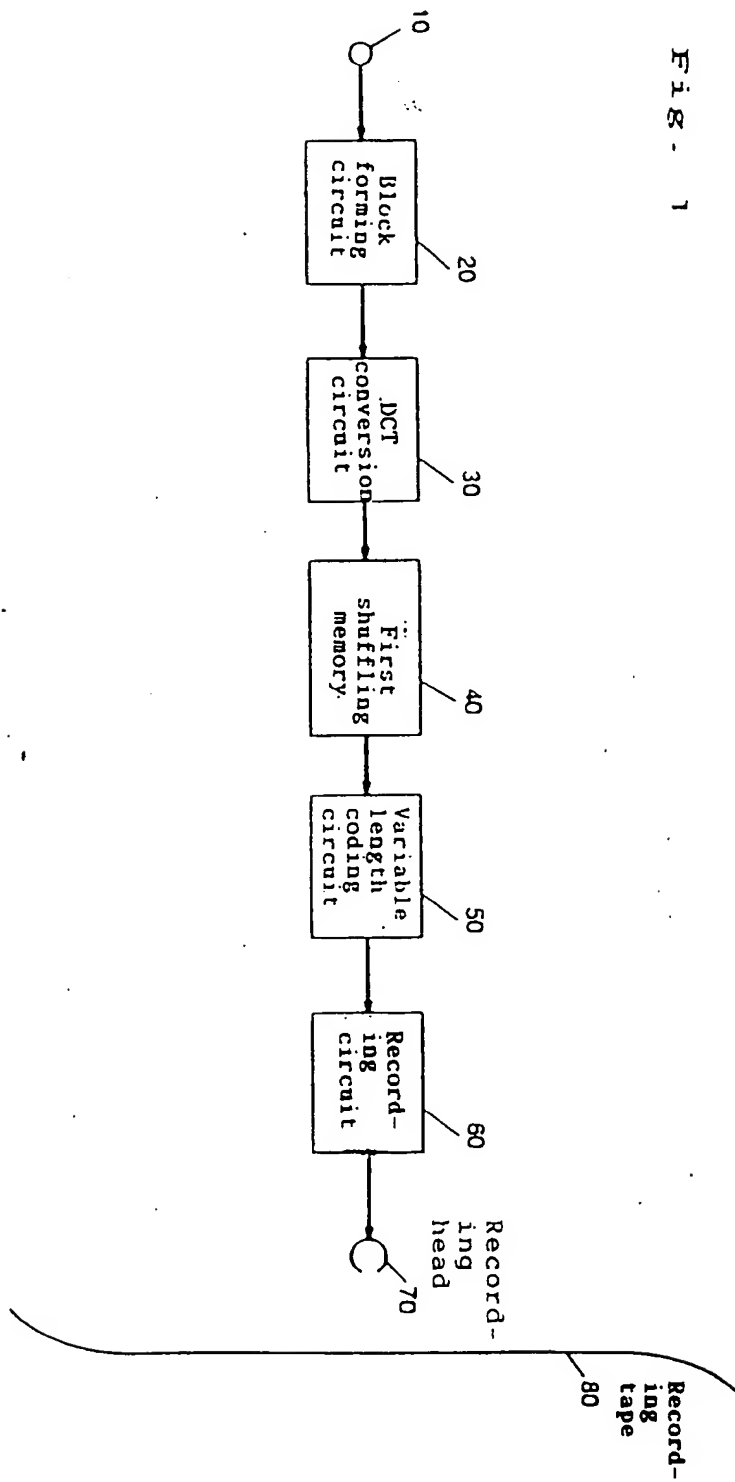 Fig. 1
10
Block
forming
circuit
20
DCT
conversion
circuit
30
First
shuffling
memory
40
Variable
length
coding
circuit
50
Record-
ing
circuit
60
Record-
ing
head
70
Record-
ing
tape
80